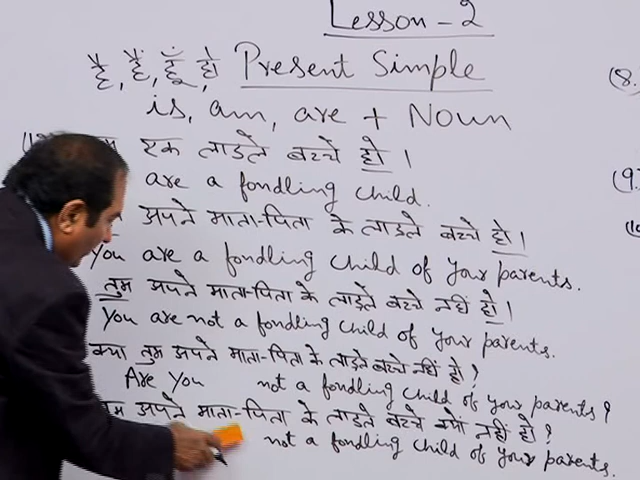 Lesson - 2
है, हैं, हूँ, हो Present Simple
is, am, are + Noun
एक लाडले बच्चे हो।
are a fondling child.
अपने माता-पिता के लाडले बच्चे हो।
You are a fondling child of your parents.
तुम अपने माता-पिता के लाडले बच्चे नहीं हो।
You are not a fondling child of your parents.
क्या तुम अपने माता-पिता के लाडले बच्चे नहीं हो?
Are you not a fondling child of your parents?
अपने माता-पिता के लाडले बच्चे क्यों नहीं हो?
not a fondling child of your parents.
(8.
(9.